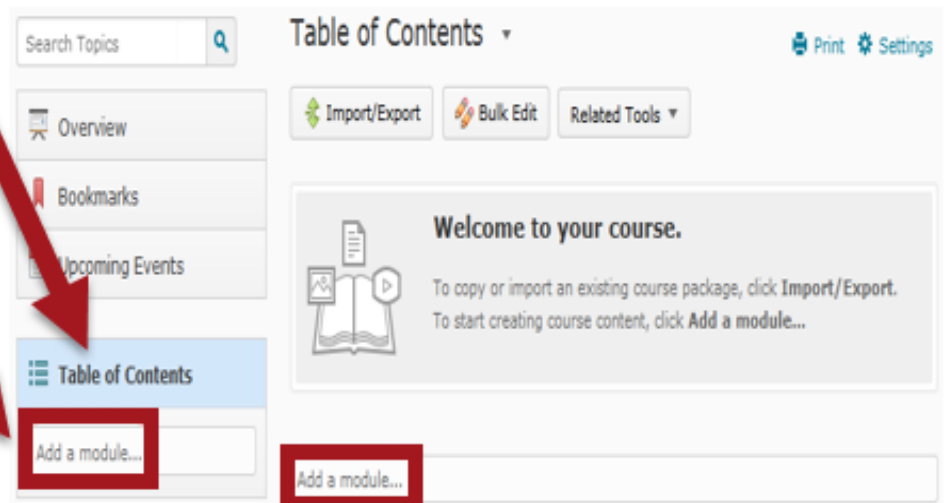 Search Topics
Table of Contents
Print Settings
Import/Export Bulk Edit Related Tools
Overview
Bookmarks
Upcoming Events
Welcome to your course.
To copy or import an existing course package, click Import/Export.
To start creating course content, click Add a module...
Table of Contents
Add a module...
Add a module...